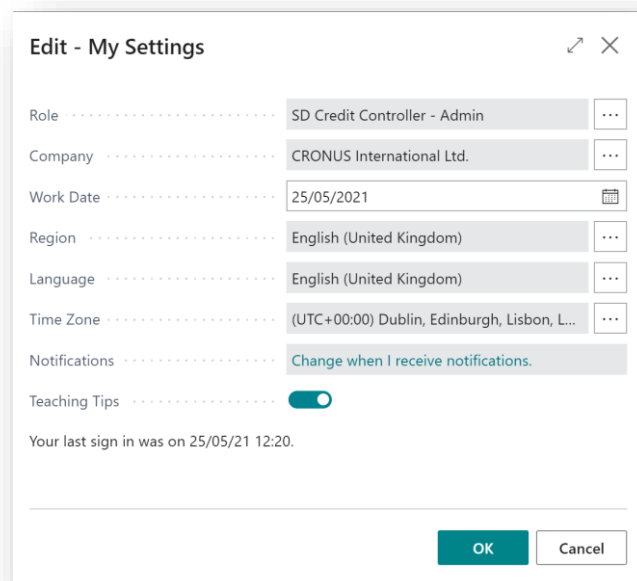 Edit - My Settings
Role SD Credit Controller - Admin
Company CRONUS International Ltd.
Work Date 25/05/2021
Region English (United Kingdom)
Language English (United Kingdom)
Time Zone (UTC+00:00) Dublin, Edinburgh, Lisbon, L...
Notifications Change when I receive notifications.
Teaching Tips
Your last sign in was on 25/05/21 12:20.
OK Cancel